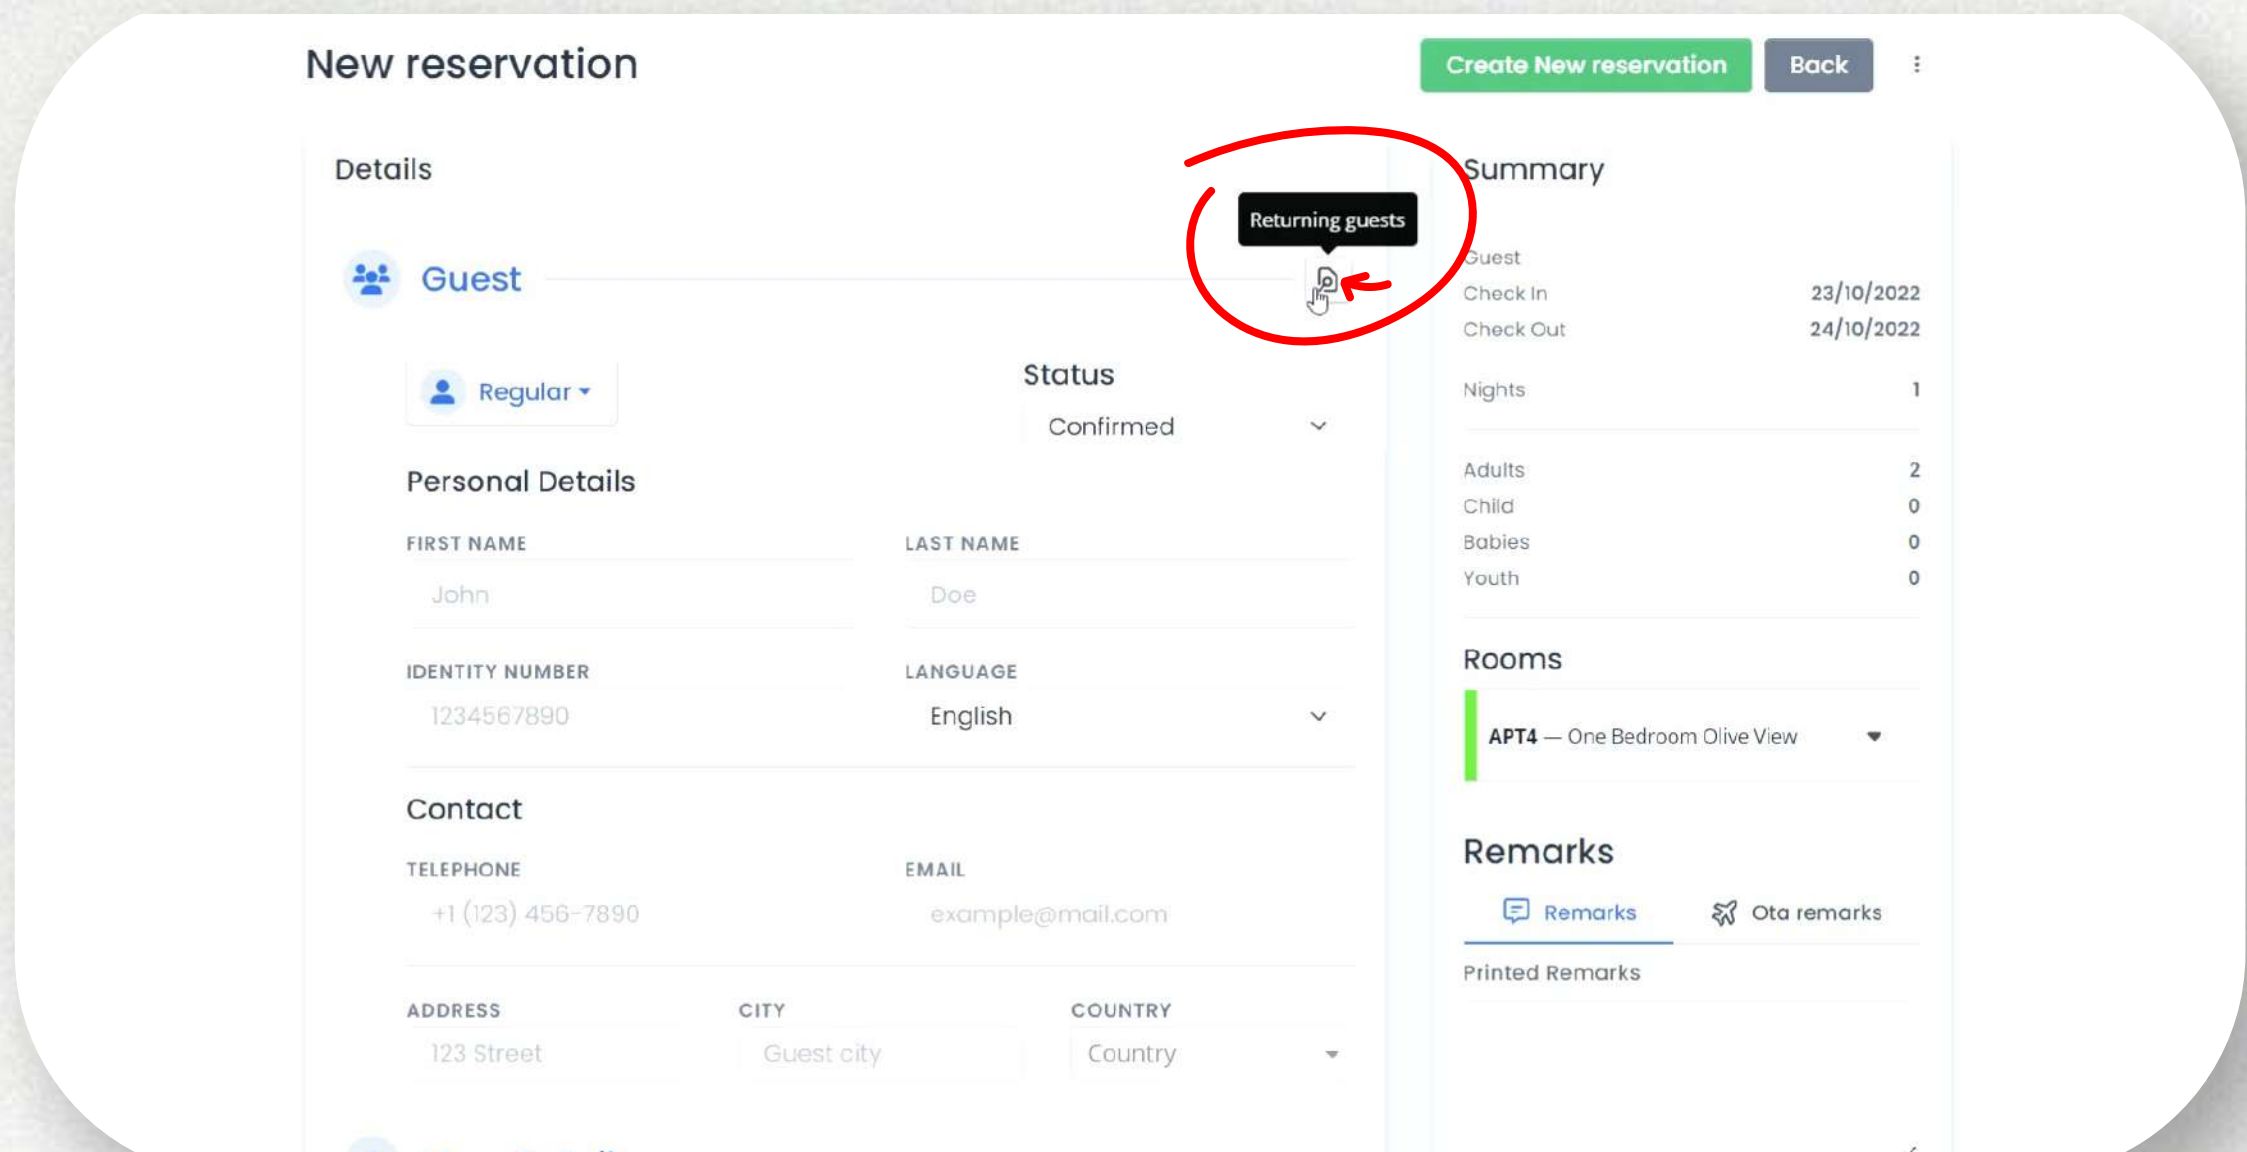 New reservation
Create New reservation
Back
Details
Returning guests
Guest
Regular
Status
Confirmed
Personal Details
FIRST NAME
LAST NAME
John
Doe
IDENTITY NUMBER
LANGUAGE
1234567890
English
Contact
TELEPHONE
EMAIL
+1 (123) 456-7890
example@mail.com
ADDRESS
CITY
COUNTRY
123 Street
Guest city
Country
Summary
Guest
Check In 23/10/2022
Check Out 24/10/2022
Nights 1
Adults 2
Child 0
Babies 0
Youth 0
Rooms
APT4 — One Bedroom Olive View
Remarks
Remarks
Ota remarks
Printed Remarks